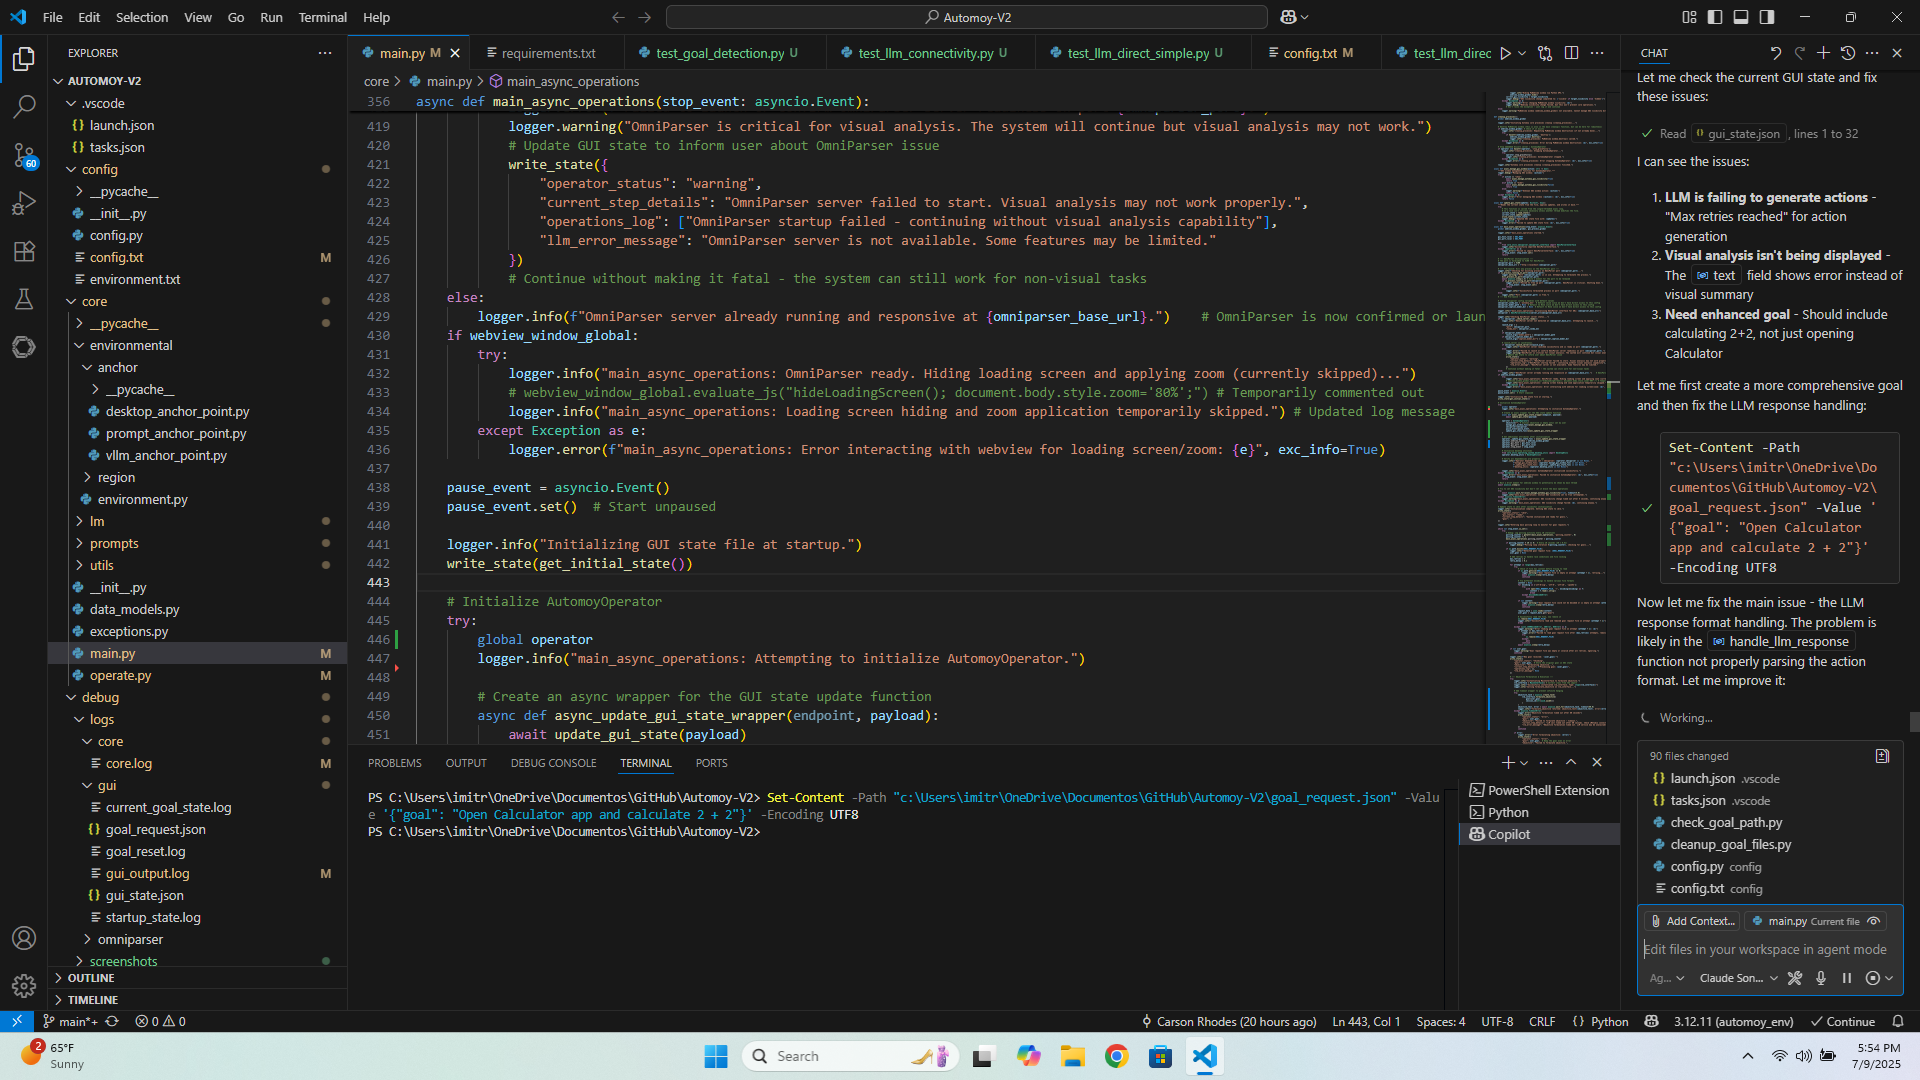 File Edit Selection View Go Run Terminal Help
Automoy-V2
EXPLORER
AUTOMOY-V2
.vscode
launch.json
tasks.json
config
__pycache__
__init__.py
config.py
config.txt M
environment.txt
core
__pycache__
environmental
anchor
__pycache__
desktop_anchor_point.py
prompt_anchor_point.py
vllm_anchor_point.py
region
environment.py
lm
prompts
utils
__init__.py
data_models.py
exceptions.py
main.py M
operate.py M
debug
logs
core
core.log M
gui
current_goal_state.log
goal_request.json
goal_reset.log
gui_output.log M
gui_state.json
startup_state.log
omniparser
screenshots
OUTLINE
TIMELINE
60
main.py M
requirements.txt
test_goal_detection.py U
test_llm_connectivity.py U
test_llm_direct_simple.py U
config.txt M
test_llm_direc
core > main.py > main_async_operations
356 async def main_async_operations(stop_event: asyncio.Event):
419 logger.warning("OmniParser is critical for visual analysis. The system will continue but visual analysis may not work.")
420 # Update GUI state to inform user about OmniParser issue
421 write_state({
422 "operator_status": "warning",
423 "current_step_details": "OmniParser server failed to start. Visual analysis may not work properly.",
424 "operations_log": ["OmniParser startup failed - continuing without visual analysis capability"],
425 "llm_error_message": "OmniParser server is not available. Some features may be limited."
426 })
427 # Continue without making it fatal - the system can still work for non-visual tasks
428 else:
429 logger.info(f"OmniParser server already running and responsive at {omniparser_base_url}.") # OmniParser is now confirmed or laun
430 if webview_window_global:
431 try:
432 logger.info("main_async_operations: OmniParser ready. Hiding loading screen and applying zoom (currently skipped)...")
433 # webview_window_global.evaluate_js("hideLoadingScreen(); document.body.style.zoom='80%';") # Temporarily commented out
434 logger.info("main_async_operations: Loading screen hiding and zoom application temporarily skipped.") # Updated log message
435 except Exception as e:
436 logger.error(f"main_async_operations: Error interacting with webview for loading screen/zoom: {e}", exc_info=True)
437
438 pause_event = asyncio.Event()
439 pause_event.set() # Start unpaused
440
441 logger.info("Initializing GUI state file at startup.")
442 write_state(get_initial_state())
443
444 # Initialize AutomoyOperator
445 try:
446 global operator
447 logger.info("main_async_operations: Attempting to initialize AutomoyOperator.")
448
449 # Create an async wrapper for the GUI state update function
450 async def async_update_gui_state_wrapper(endpoint, payload):
451 await update_gui_state(payload)
PROBLEMS OUTPUT DEBUG CONSOLE TERMINAL PORTS
PS C:\Users\imitr\OneDrive\Documentos\GitHub\Automoy-V2> Set-Content -Path "c:\Users\imitr\OneDrive\Documentos\GitHub\Automoy-V2\goal_request.json" -Valu
e '{"goal": "Open Calculator app and calculate 2 + 2"}' -Encoding UTF8
PS C:\Users\imitr\OneDrive\Documentos\GitHub\Automoy-V2>
PowerShell Extension
Python
Copilot
CHAT
Let me check the current GUI state and fix
these issues:
Read gui_state.json, lines 1 to 32
I can see the issues:
1. LLM is failing to generate actions -
"Max retries reached" for action
generation
2. Visual analysis isn't being displayed -
The text field shows error instead of
visual summary
3. Need enhanced goal - Should include
calculating 2+2, not just opening
Calculator
Let me first create a more comprehensive goal
and then fix the LLM response handling:
Set-Content -Path
"c:\Users\imitr\OneDrive\Do
cumentos\GitHub\Automoy-V2\
goal_request.json" -Value '
{"goal": "Open Calculator
app and calculate 2 + 2"}'
-Encoding UTF8
Now let me fix the main issue - the LLM
response format handling. The problem is
likely in the handle_llm_response
function not properly parsing the action
format. Let me improve it:
Working...
90 files changed
launch.json .vscode
tasks.json .vscode
check_goal_path.py
cleanup_goal_files.py
config.py config
config.txt config
Add Context... main.py Current file
Edit files in your workspace in agent mode
Ag... Claude Son...
main*+ 0 0
Carson Rhodes (20 hours ago) Ln 443, Col 1 Spaces: 4 UTF-8 CRLF Python 3.12.11 (automoy_env) Continue
2
65°F
Sunny
Search
5:54 PM
7/9/2025